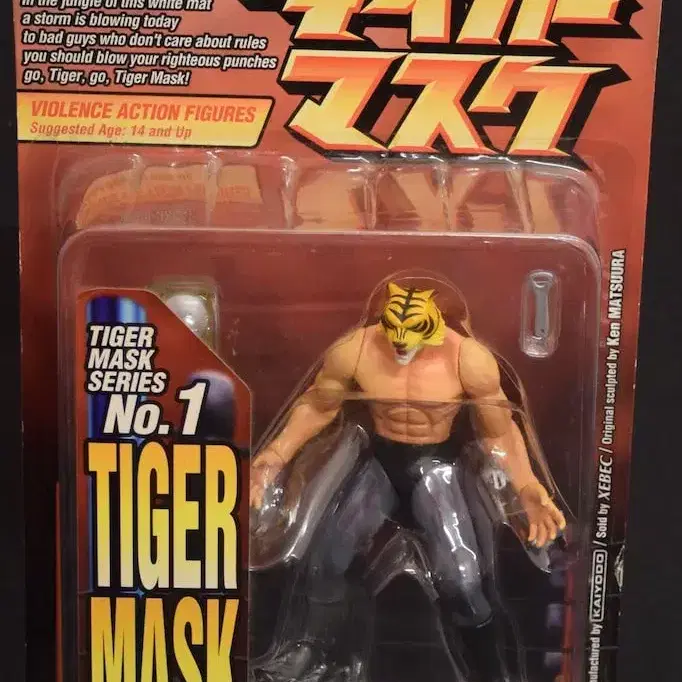 in the jungle of this white mat
a storm is blowing today
to bad guys who don't care about rules
you should blow your righteous punches
go, Tiger, go, Tiger Mask!
VIOLENCE ACTION FIGURES
Suggested Age: 14 and Up
タイガー
マスク
TIGER
MASK
SERIES
No.1
TIGER
MASK
KAIYODO / Sold by XEBEC / Original sculpted by Ken MATSUURA